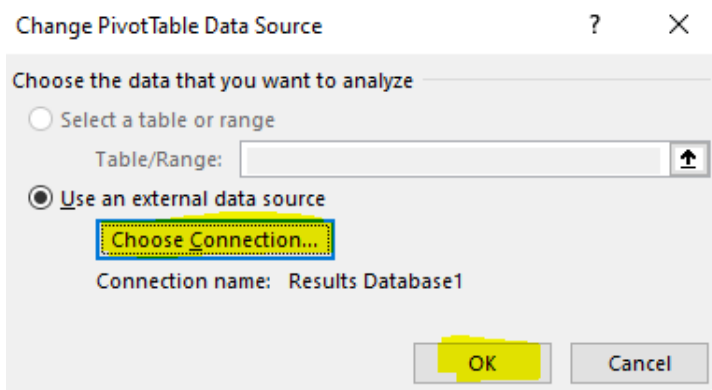 Change PivotTable Data Source ? ✕
Choose the data that you want to analyze
Select a table or range
Table/Range:
Use an external data source
Choose Connection...
Connection name: Results Database1
OK Cancel